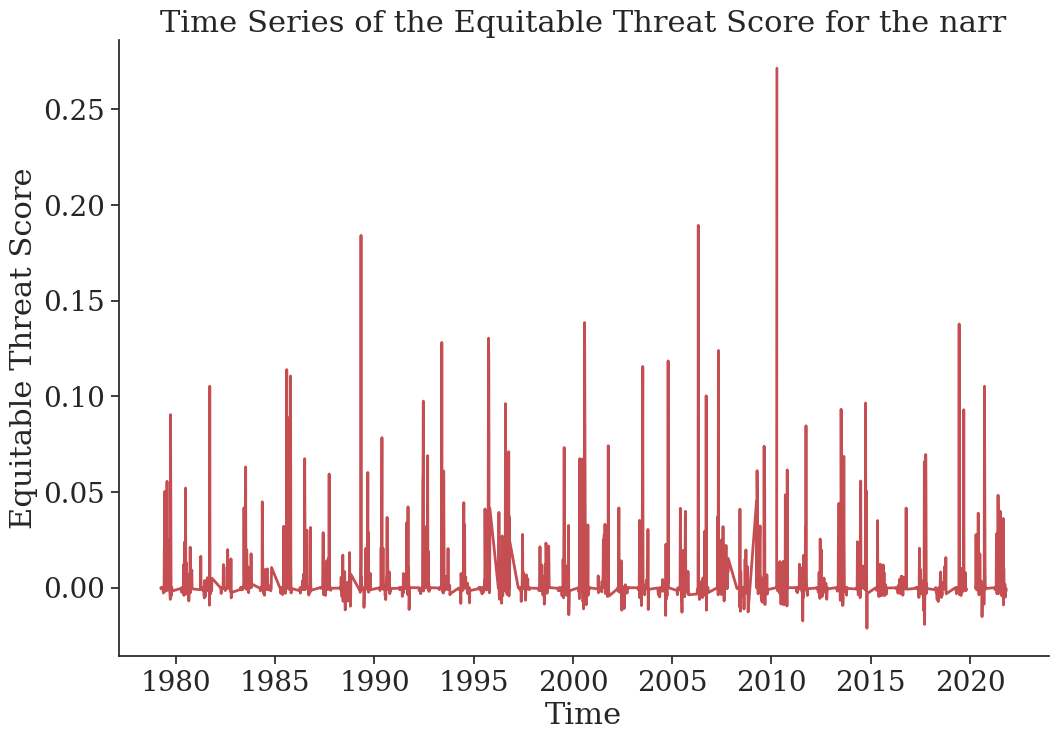 Time Series of the Equitable Threat Score for the narr
Equitable Threat Score
0.25
0.20
0.15
0.10
0.05
0.00
1980 1985 1990 1995 2000 2005 2010 2015 2020
Time